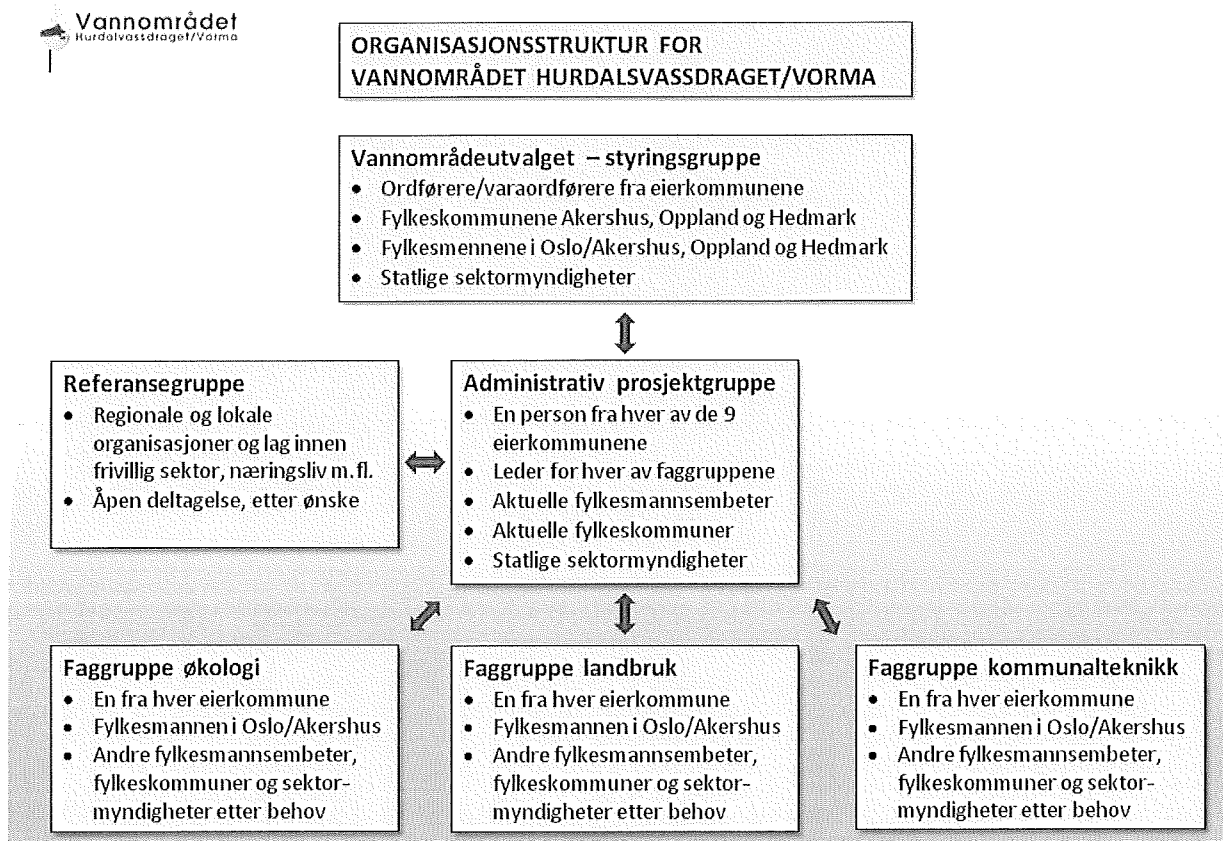 Vannområdet
Hurdalvassdraget/Vorma
ORGANISASJONSSTRUKTUR FOR
VANNOMRÅDET HURDALSVASSDRAGET/VORMA
Vannområdeutvalget – styringsgruppe
• Ordførere/varaordførere fra eierkommunene
• Fylkeskommunene Akershus, Oppland og Hedmark
• Fylkesmennene i Oslo/Akershus, Oppland og Hedmark
• Statlige sektormyndigheter
Referansegruppe
• Regionale og lokale
organisasjoner og lag innen
frivillig sektor, næringsliv m. fl.
• Åpen deltagelse, etter ønske
Administrativ prosjektgruppe
• En person fra hver av de 9
eierkommunene
• Leder for hver av faggruppene
• Aktuelle fylkesmannsembeter
• Aktuelle fylkeskommuner
• Statlige sektormyndigheter
Faggruppe økologi
• En fra hver eierkommune
• Fylkesmannen i Oslo/Akershus
• Andre fylkesmannsembeter,
fylkeskommuner og sektor-
myndigheter etter behov
Faggruppe landbruk
• En fra hver eierkommune
• Fylkesmannen i Oslo/Akershus
• Andre fylkesmannsembeter,
fylkeskommuner og sektor-
myndigheter etter behov
Faggruppe kommunalteknikk
• En fra hver eierkommune
• Fylkesmannen i Oslo/Akershus
• Andre fylkesmannsembeter,
fylkeskommuner og sektor-
myndigheter etter behov